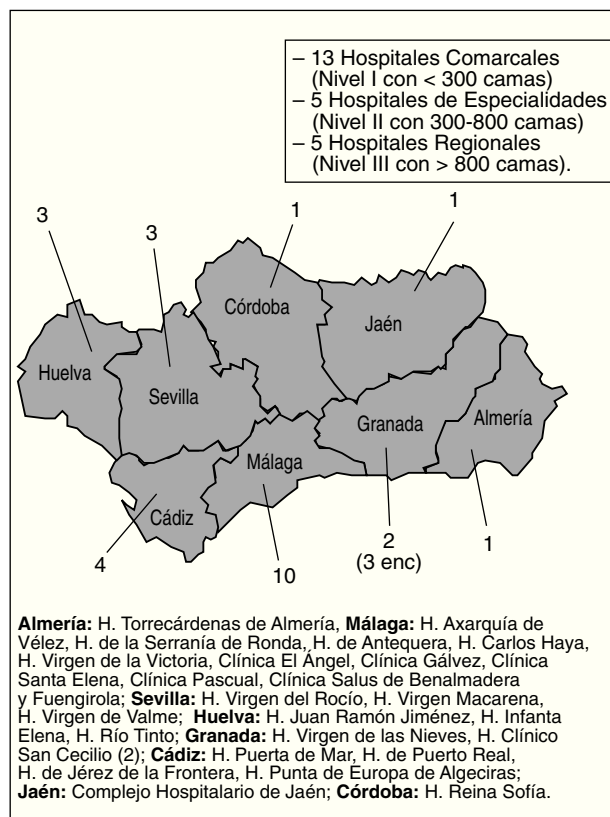 – 13 Hospitales Comarcales
(Nivel I con < 300 camas)
– 5 Hospitales de Especialidades
(Nivel II con 300-800 camas)
– 5 Hospitales Regionales
(Nivel III con > 800 camas).
3
3
1
1
Córdoba
Jaén
Huelva
Sevilla
Granada
Almería
Málaga
Cádiz
4
10
2
(3 enc)
1
Almería: H. Torrecárdenas de Almería, Málaga: H. Axarquía de
Vélez, H. de la Serranía de Ronda, H. de Antequera, H. Carlos Haya,
H. Virgen de la Victoria, Clínica El Ángel, Clínica Gálvez, Clínica
Santa Elena, Clínica Pascual, Clínica Salus de Benalmadera
y Fuengirola; Sevilla: H. Virgen del Rocío, H. Virgen Macarena,
H. Virgen de Valme; Huelva: H. Juan Ramón Jiménez, H. Infanta
Elena, H. Río Tinto; Granada: H. Virgen de las Nieves, H. Clínico
San Cecilio (2); Cádiz: H. Puerta de Mar, H. de Puerto Real,
H. de Jérez de la Frontera, H. Punta de Europa de Algeciras;
Jaén: Complejo Hospitalario de Jaén; Córdoba: H. Reina Sofía.